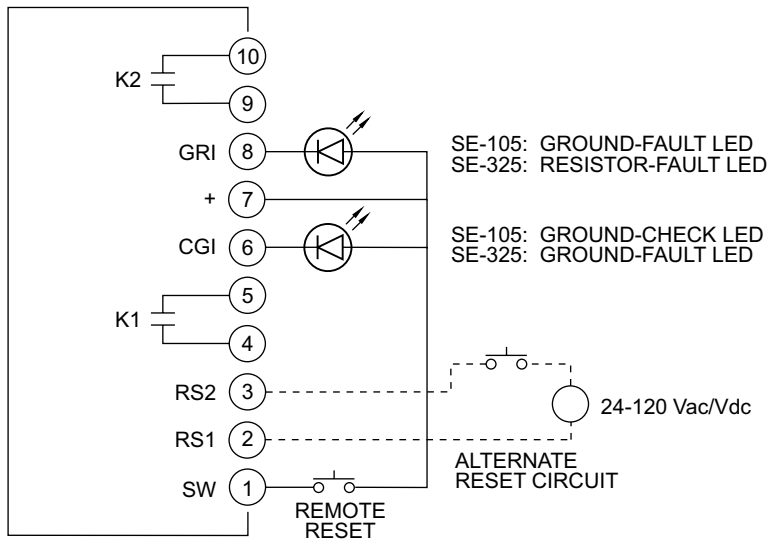 10
K2
9
GRI 8
SE-105: GROUND-FAULT LED
SE-325: RESISTOR-FAULT LED
+ 7
CGI 6
SE-105: GROUND-CHECK LED
SE-325: GROUND-FAULT LED
5
K1
4
RS2 3
24-120 Vac/Vdc
RS1 2
ALTERNATE
RESET CIRCUIT
SW 1
REMOTE
RESET